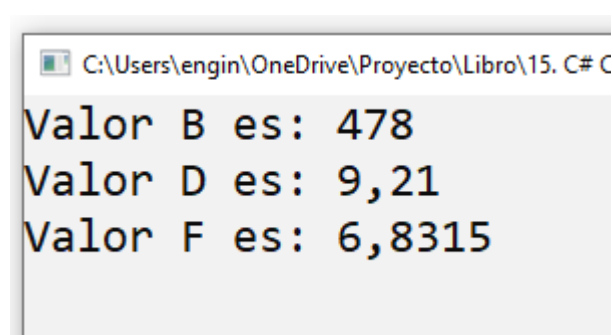 C:\Users\engin\OneDrive\Proyecto\Libro\15. C#
Valor B es: 478
Valor D es: 9,21
Valor F es: 6,8315